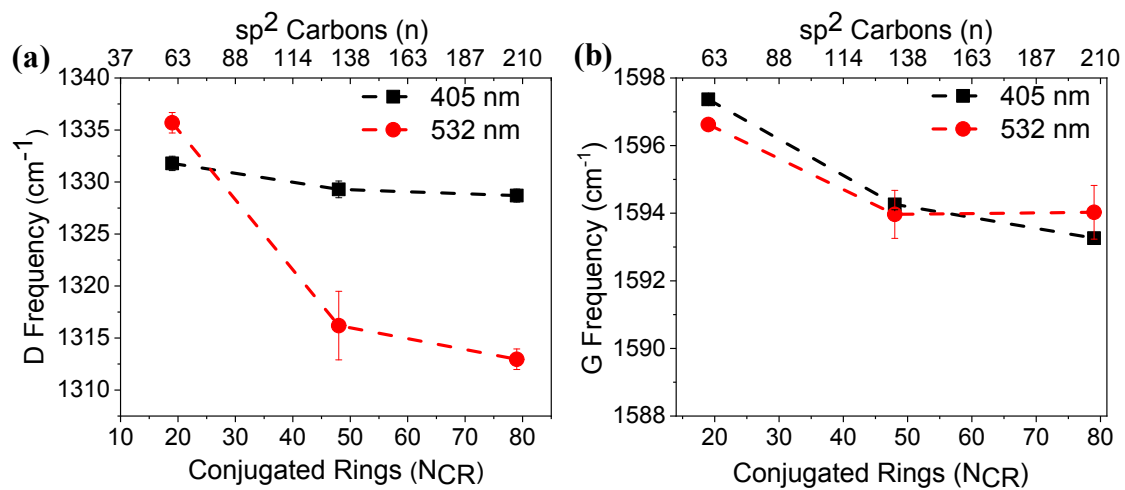 (a)
sp2 Carbons (n)
37 63 88 114 138 163 187 210
D Frequency (cm-1)
1340
1335
1330
1325
1320
1315
1310
405 nm
532 nm
10 20 30 40 50 60 70 80
Conjugated Rings (NCR)
(b)
sp2 Carbons (n)
63 88 114 138 163 187 210
G Frequency (cm-1)
1598
1596
1594
1592
1590
1588
405 nm
532 nm
20 30 40 50 60 70 80
Conjugated Rings (NCR)